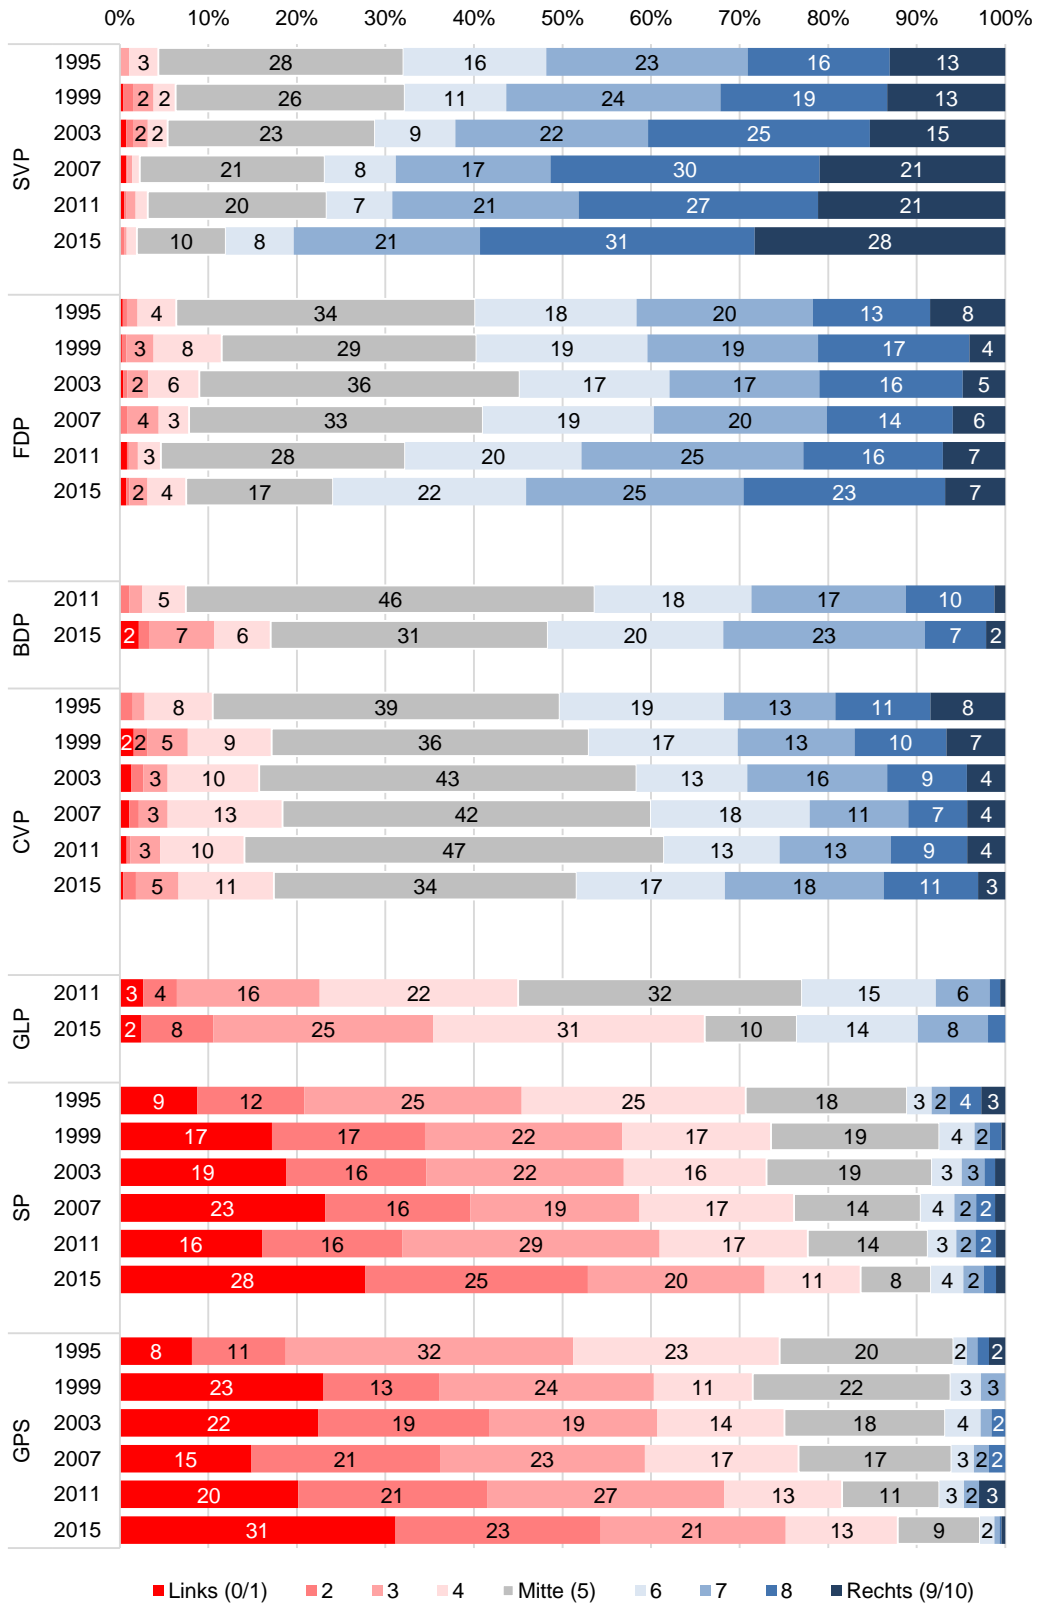 0% 10% 20% 30% 40% 50% 60% 70% 80% 90% 100%
SVP
1995 3 28 16 23 16 13
1999 2 2 26 11 24 19 13
2003 2 2 23 9 22 25 15
2007 21 8 17 30 21
2011 20 7 21 27 21
2015 10 8 21 31 28
FDP
1995 4 34 18 20 13 8
1999 3 8 29 19 19 17 4
2003 2 6 36 17 17 16 5
2007 4 3 33 19 20 14 6
2011 3 28 20 25 16 7
2015 2 4 17 22 25 23 7
BDP
2011 5 46 18 17 10
2015 2 7 6 31 20 23 7 2
CVP
1995 8 39 19 13 11 8
1999 2 2 5 9 36 17 13 10 7
2003 3 10 43 13 16 9 4
2007 3 13 42 18 11 7 4
2011 3 10 47 13 13 9 4
2015 5 11 34 17 18 11 3
GLP
2011 3 4 16 22 32 15 6
2015 2 8 25 31 10 14 8
SP
1995 9 12 25 25 18 3 2 4 3
1999 17 17 22 17 19 4 2
2003 19 16 22 16 19 3 3
2007 23 16 19 17 14 4 2 2
2011 16 16 29 17 14 3 2 2
2015 28 25 20 11 8 4 2
GPS
1995 8 11 32 23 20 2 2
1999 23 13 24 11 22 3 3
2003 22 19 19 14 18 4 2
2007 15 21 23 17 17 3 2 2
2011 20 21 27 13 11 3 2 3
2015 31 23 21 13 9 2
Links (0/1) 2 3 4 Mitte (5) 6 7 8 Rechts (9/10)